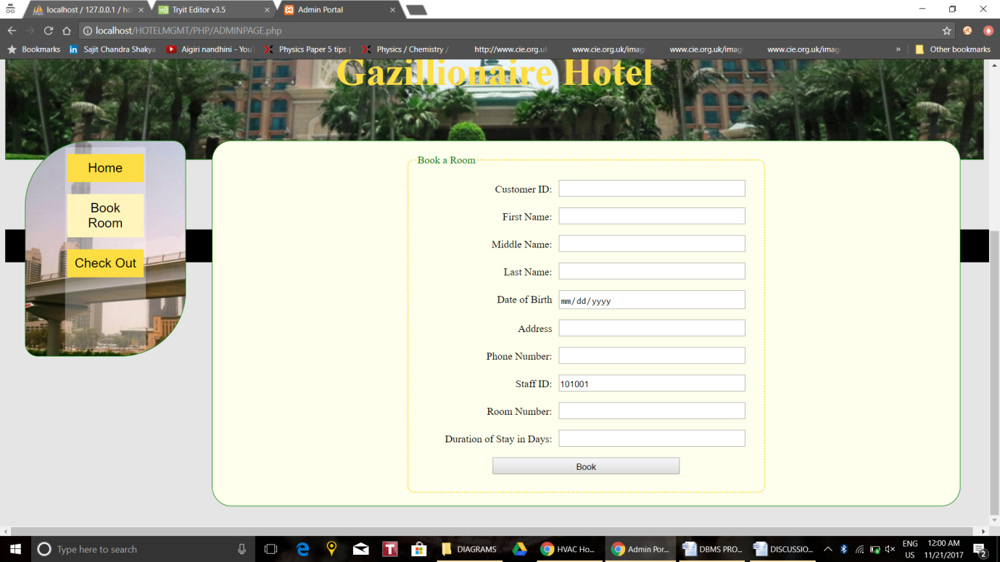 localhost / 127.0.0.1 / ho
Tryit Editor v3.5
Admin Portal
localhost/HOTELMGMT/PHP/ADMINPAGE.php
Bookmarks
Sajit Chandra Shakya
Aigiri nandhini - YouT
Physics Paper 5 tips |
Physics / Chemistry /
http://www.cie.org.uk
www.cie.org.uk/imag
www.cie.org.uk/imag
www.cie.org.uk/imag
»
Other bookmarks
Gazillionaire Hotel
Home
Book
Room
Check Out
Book a Room
Customer ID:
First Name:
Middle Name:
Last Name:
Date of Birth mm/dd/yyyy
Address
Phone Number:
Staff ID: 101001
Room Number:
Duration of Stay in Days:
Book
Type here to search
DIAGRAMS
HVAC Ho...
Admin Por...
DBMS PRO...
DISCUSSIO...
ENG
US
12:00 AM
11/21/2017
2